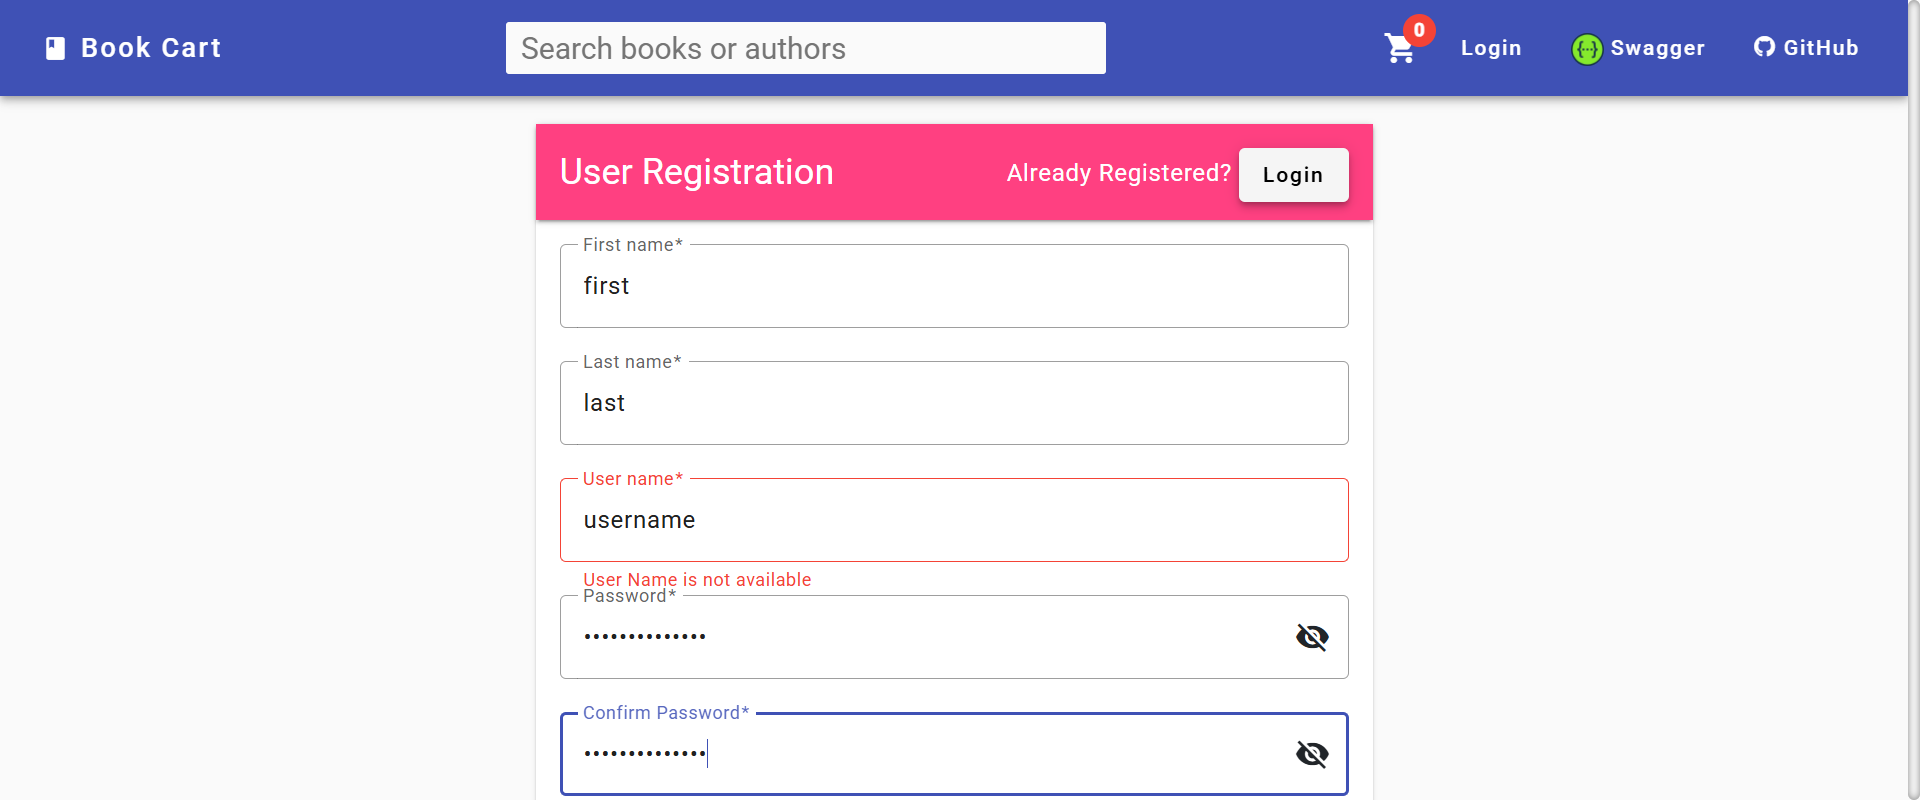 Book Cart
Search books or authors
0
Login
Swagger
GitHub
User Registration
Already Registered? Login
First name*
first
Last name*
last
User name*
username
User Name is not available
Password*
••••••••••••••
Confirm Password*
••••••••••••••